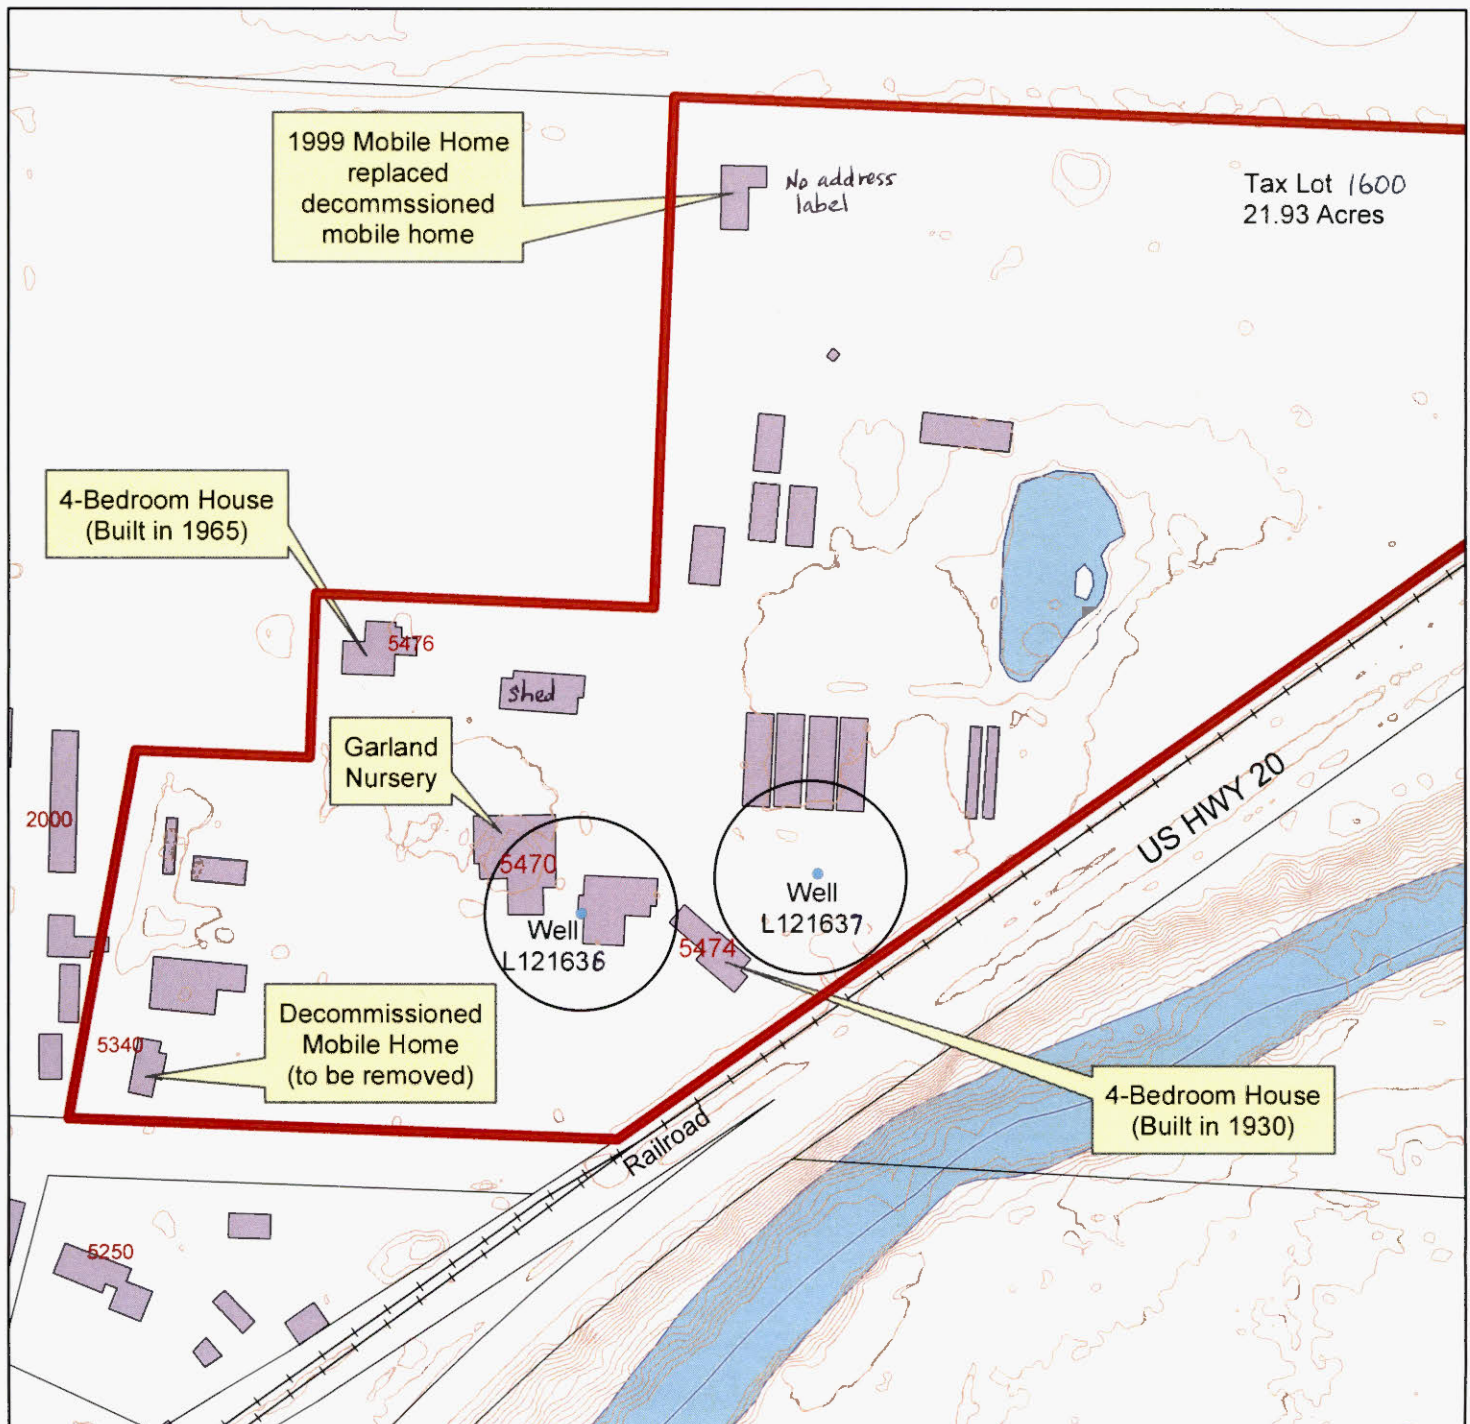 1999 Mobile Home
replaced
decommssioned
mobile home
No address
label
Tax Lot 1600
21.93 Acres
4-Bedroom House
(Built in 1965)
5476
shed
Garland
Nursery
2000
5470
Well
L121636
Well
L121637
5474
US HWY 20
5340
Decommissioned
Mobile Home
(to be removed)
4-Bedroom House
(Built in 1930)
Railroad
5250